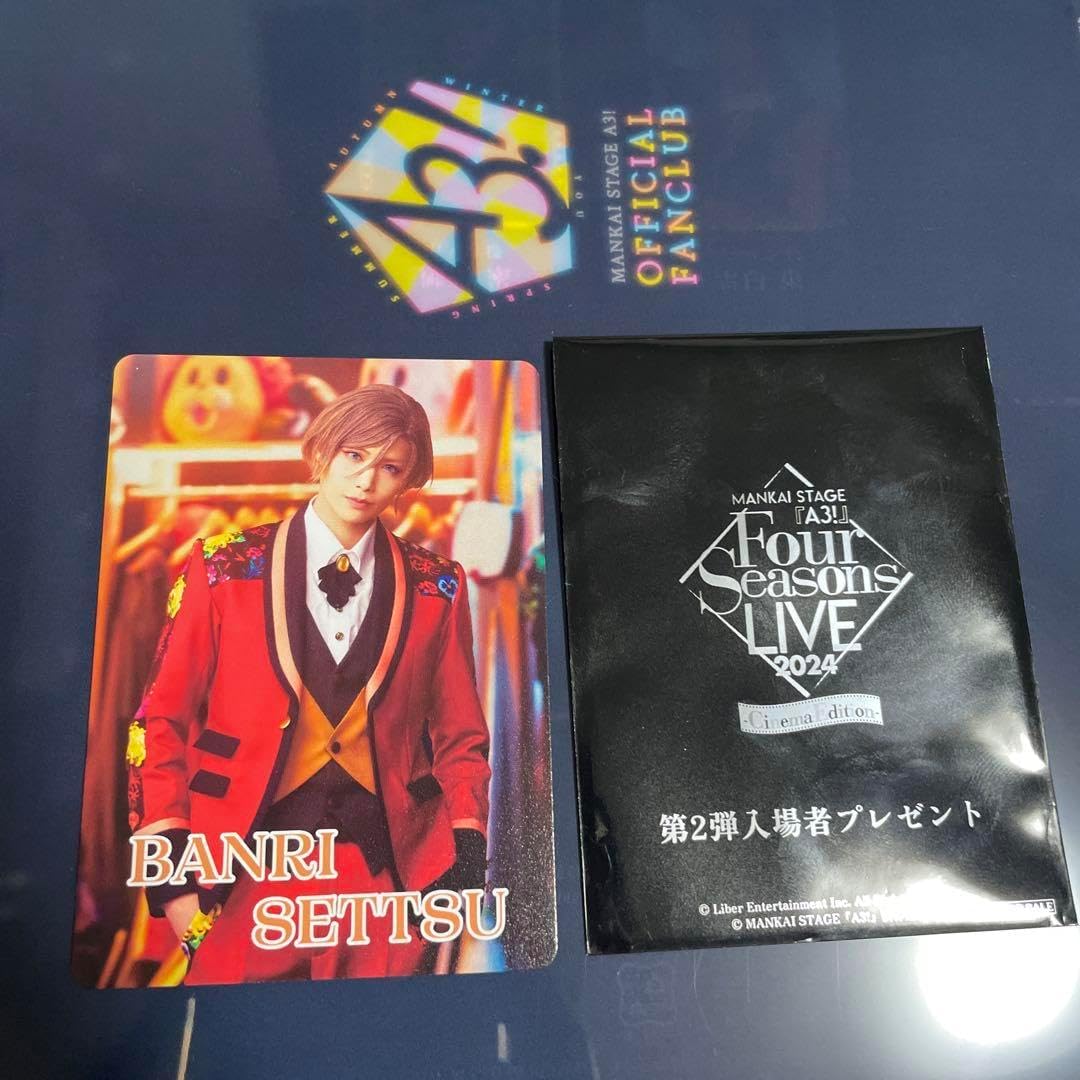 A3!
WINTER
AUTUMN
SUMMER
SPRING
YOU
MANKAI STAGE A3!
OFFICIAL
FANCLUB
BANRI
SETTSU
MANKAI STAGE
『A3!』
Four
Seasons
LIVE
2024
-Cinema Edition-
第2弾入場者プレゼント
© Liber Entertainment Inc.
© MANKAI STAGE『A3!』